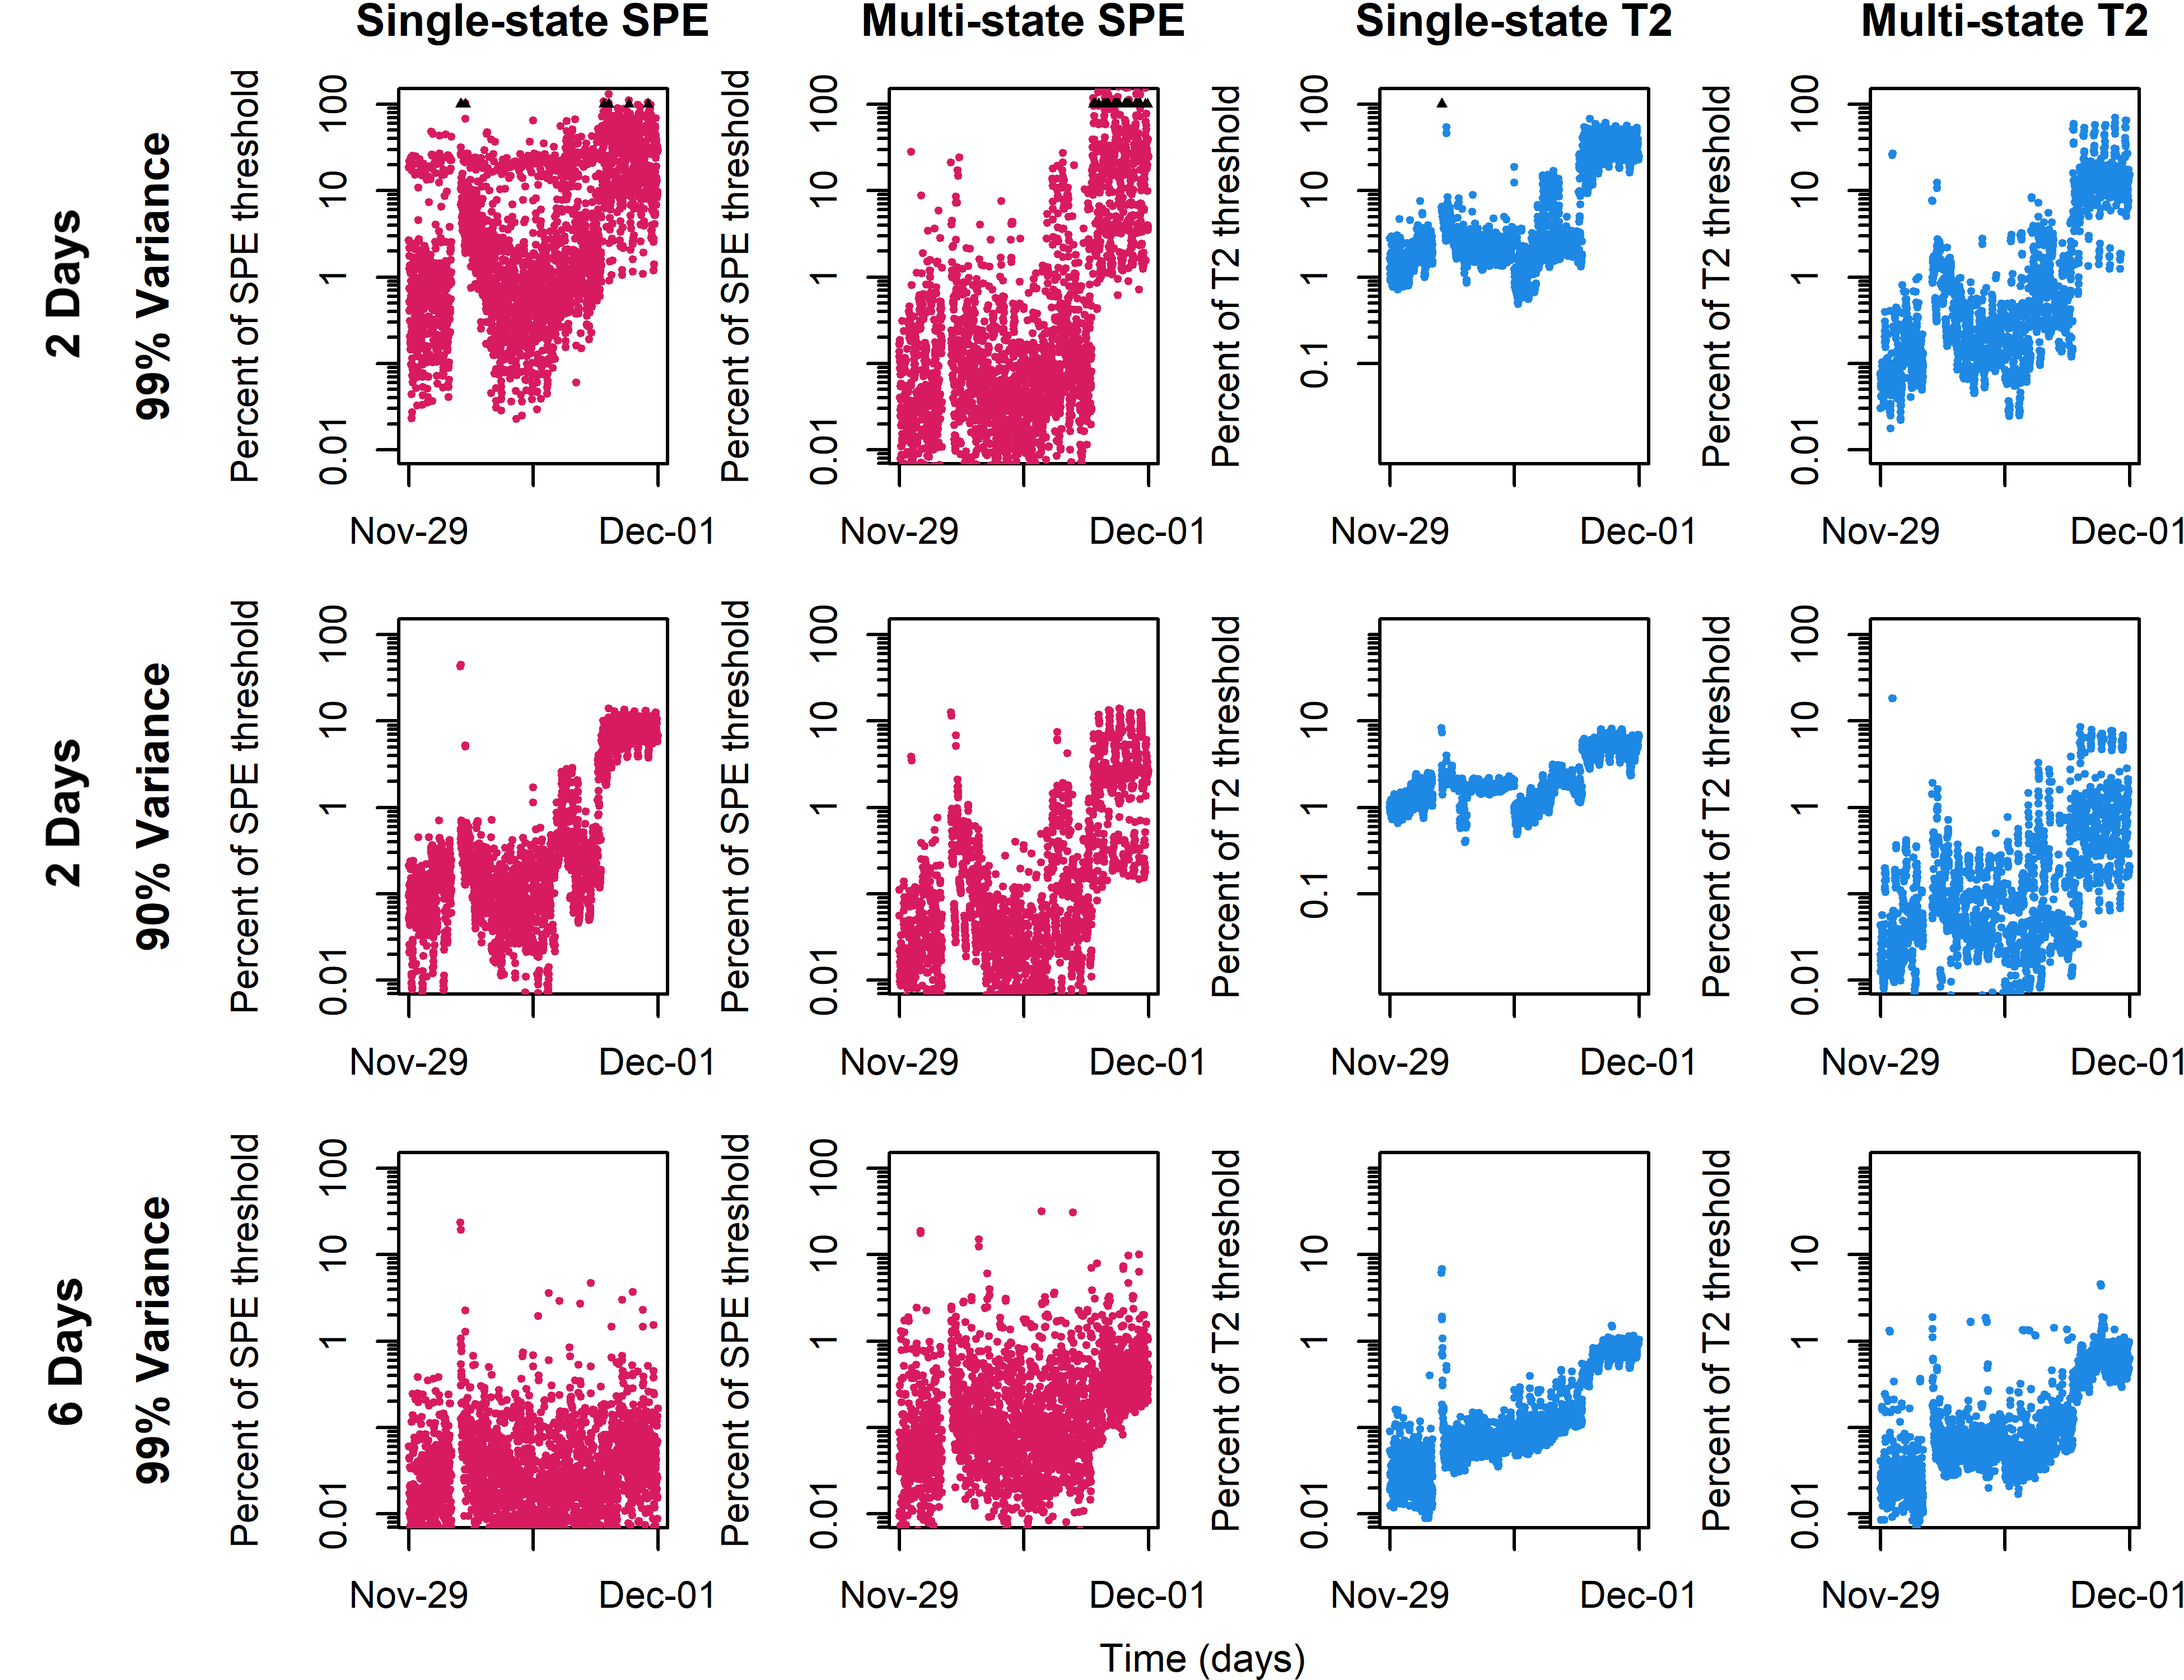 Single-state SPE Multi-state SPE Single-state T2 Multi-state T2
2 Days
99% Variance
Percent of SPE threshold
100
10
1
0.01
Nov-29 Dec-01
Percent of SPE threshold
100
10
1
0.01
Nov-29 Dec-01
Percent of T2 threshold
100
10
1
0.1
Nov-29 Dec-01
Percent of T2 threshold
100
10
1
0.01
Nov-29 Dec-01
2 Days
90% Variance
Percent of SPE threshold
100
10
1
0.01
Nov-29 Dec-01
Percent of SPE threshold
100
10
1
0.01
Nov-29 Dec-01
Percent of T2 threshold
10
1
0.1
Nov-29 Dec-01
Percent of T2 threshold
100
10
1
0.01
Nov-29 Dec-01
6 Days
99% Variance
Percent of SPE threshold
100
10
1
0.01
Nov-29 Dec-01
Percent of SPE threshold
100
10
1
0.01
Nov-29 Dec-01
Percent of T2 threshold
10
1
0.01
Nov-29 Dec-01
Percent of T2 threshold
10
1
0.01
Nov-29 Dec-01
Time (days)